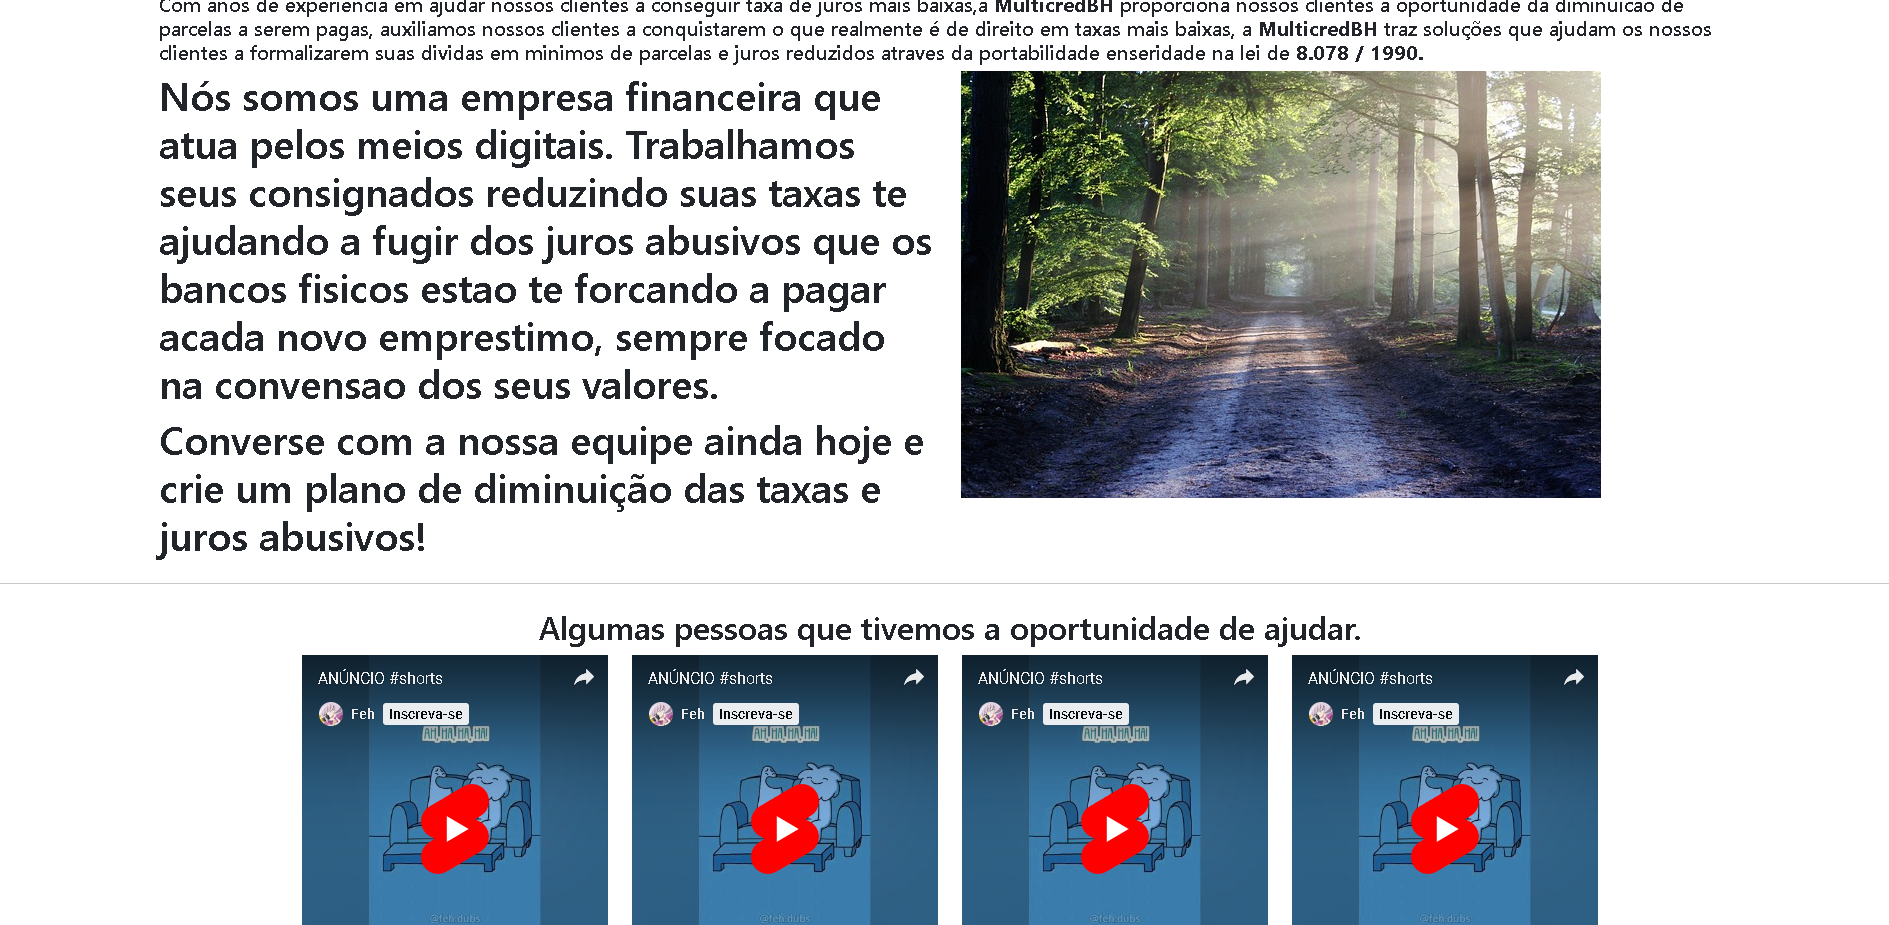 Com anos de experiencia em ajudar nossos clientes a conseguir taxa de juros mais baixas,a MulticredBH proporciona nossos clientes a oportunidade da diminuicao de
parcelas a serem pagas, auxiliamos nossos clientes a conquistarem o que realmente é de direito em taxas mais baixas, a MulticredBH traz soluções que ajudam os nossos
clientes a formalizarem suas dividas em minimos de parcelas e juros reduzidos atraves da portabilidade enseridade na lei de 8.078 / 1990.
Nós somos uma empresa financeira que
atua pelos meios digitais. Trabalhamos
seus consignados reduzindo suas taxas te
ajudando a fugir dos juros abusivos que os
bancos fisicos estao te forcando a pagar
acada novo emprestimo, sempre focado
na convensao dos seus valores.
Converse com a nossa equipe ainda hoje e
crie um plano de diminuição das taxas e
juros abusivos!
Algumas pessoas que tivemos a oportunidade de ajudar.
ANÚNCIO #shorts ANÚNCIO #shorts ANÚNCIO #shorts ANÚNCIO #shorts
Feh Inscreva-se Feh Inscreva-se Feh Inscreva-se Feh Inscreva-se
AH, HA, HA, HA! AH, HA, HA, HA! AH, HA, HA, HA! AH, HA, HA, HA!
@feh.dubs @feh.dubs @feh.dubs @feh.dubs